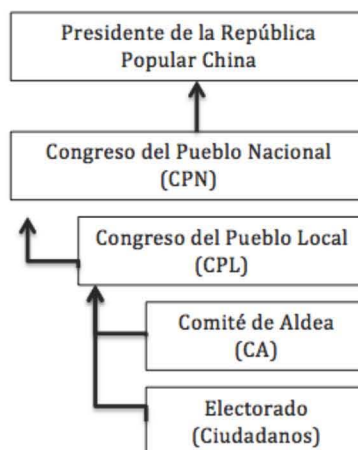 Presidente de la República
Popular China
Congreso del Pueblo Nacional
(CPN)
Congreso del Pueblo Local
(CPL)
Comité de Aldea
(CA)
Electorado
(Ciudadanos)